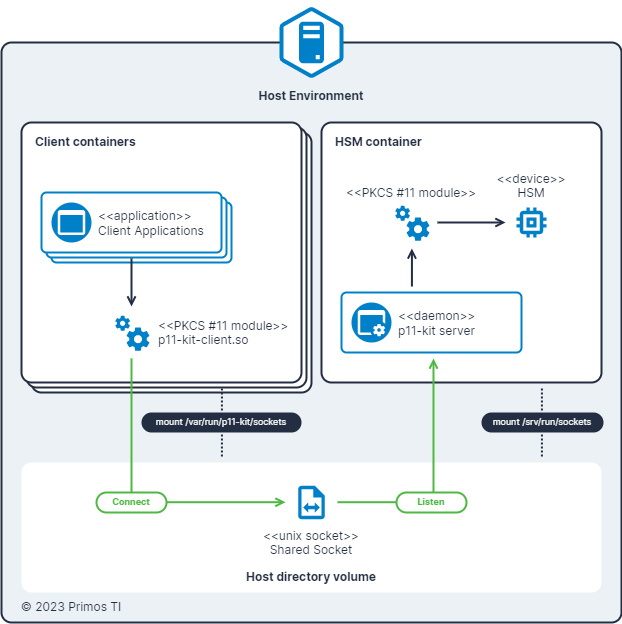 Host Environment
Client containers
<<application>>
Client Applications
<<PKCS #11 module>>
p11-kit-client.so
HSM container
<<PKCS #11 module>>
<<device>>
HSM
<<daemon>>
p11-kit server
mount /var/run/p11-kit/sockets
mount /srv/run/sockets
Connect
Listen
<<unix socket>>
Shared Socket
Host directory volume
© 2023 Primos TI